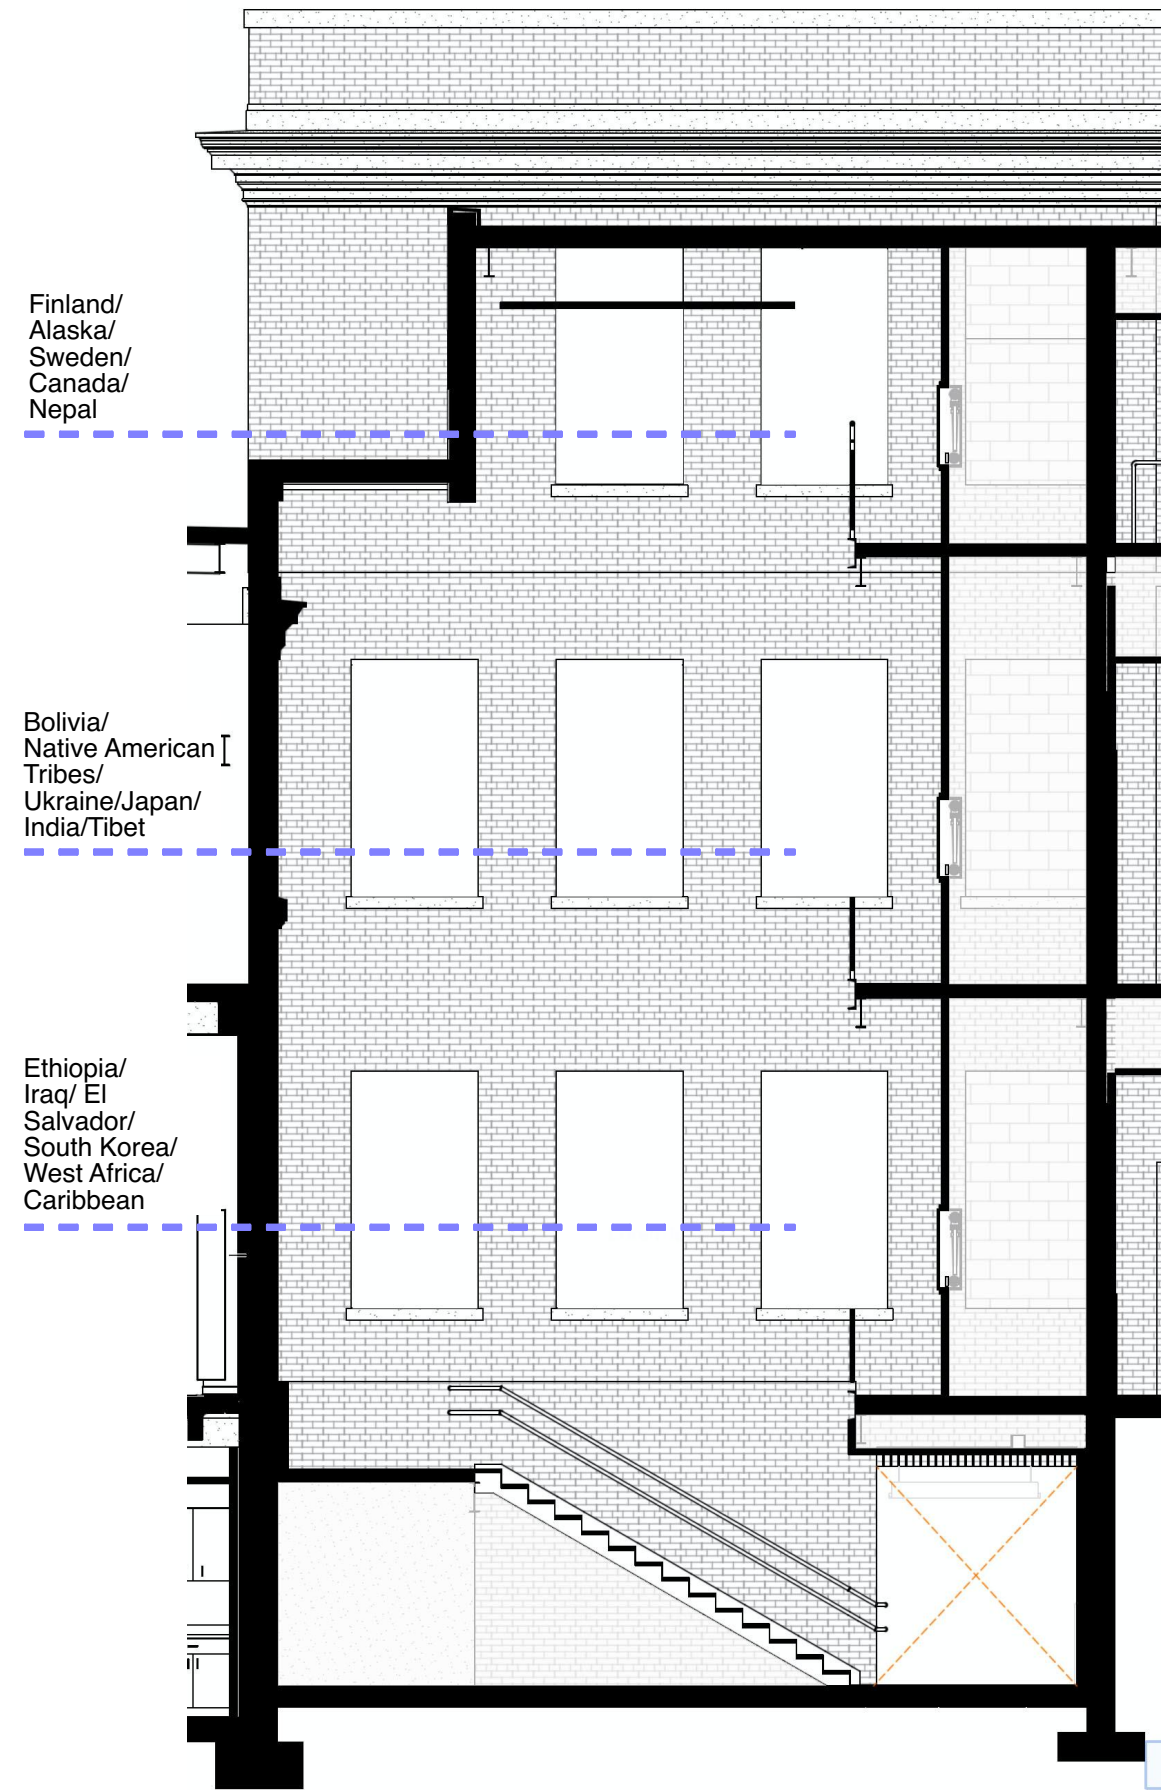 Finland/
Alaska/
Sweden/
Canada/
Nepal
Bolivia/
Native American
Tribes/
Ukraine/Japan/
India/Tibet
Ethiopia/
Iraq/ El
Salvador/
South Korea/
West Africa/
Caribbean